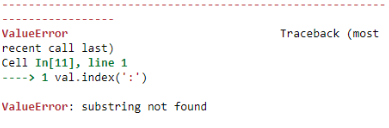 ---------------------------------------------------------------------------
ValueError                                Traceback (most recent call last)
Cell In[11], line 1
----> 1 val.index(':')
ValueError: substring not found